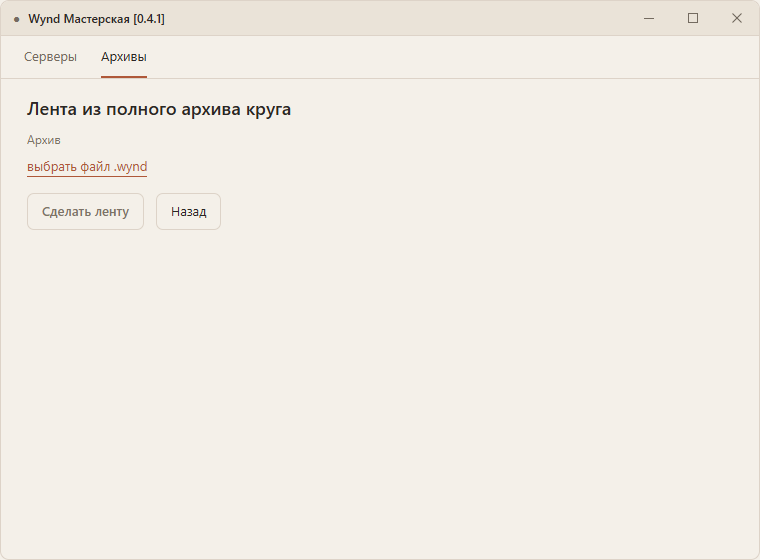 Wynd Мастерская [0.4.1]
Серверы Архивы
Лента из полного архива круга
Архив
выбрать файл .wynd
Сделать ленту Назад